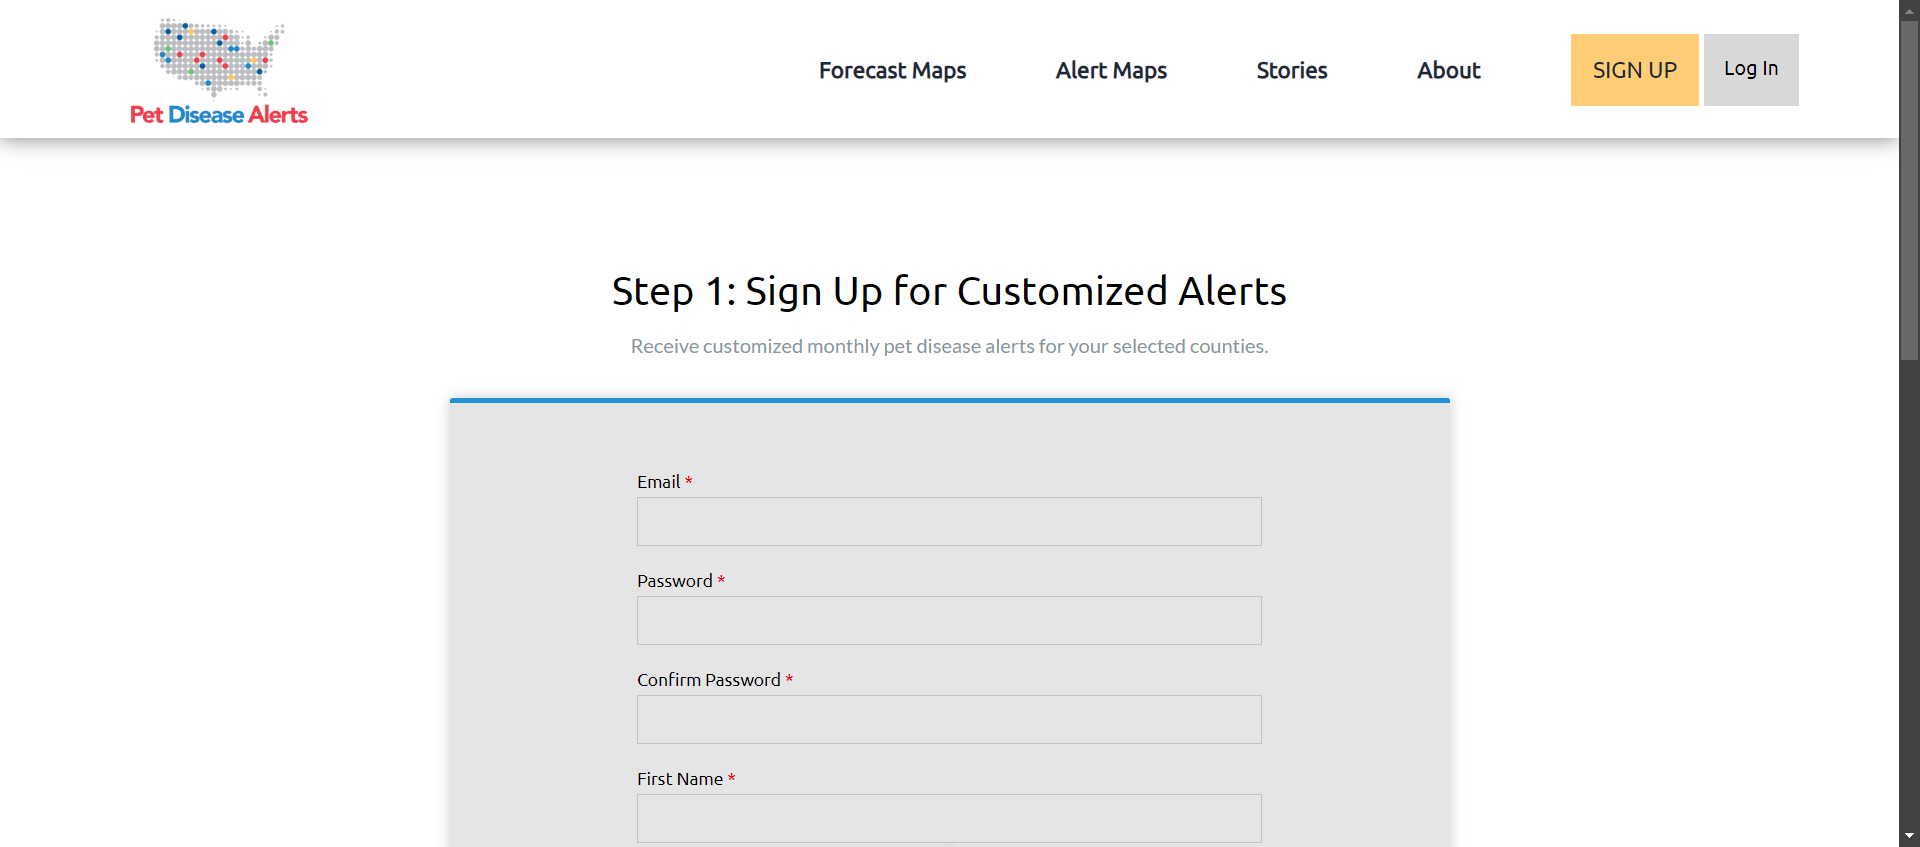 Pet Disease Alerts
Forecast Maps
Alert Maps
Stories
About
SIGN UP
Log In
Step 1: Sign Up for Customized Alerts
Receive customized monthly pet disease alerts for your selected counties.
Email *
Password *
Confirm Password *
First Name *